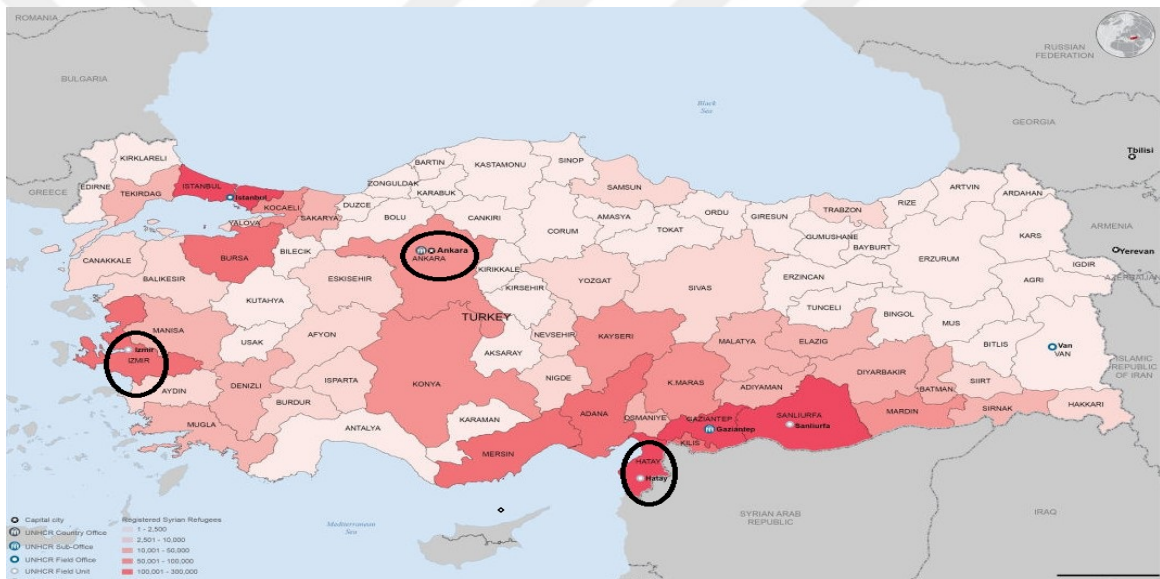 ROMANIA
RUSSIAN
FEDERATION
BULGARIA
Black
Sea
GEORGIA
Tbilisi
KIRKLARELI
EDIRNE
GREECE
TEKIRDAG
ISTANBUL
Istanbul
KOCAELI
YALOVA
SAKARYA
DUZCE
ZONGULDAK
BARTIN
KARABUK
KASTAMONU
SINOP
SAMSUN
BOLU
CANKIRI
CORUM
AMASYA
TOKAT
ORDU
GIRESUN
TRABZON
GUMUSHANE
BAYBURT
RIZE
ARTVIN
ARDAHAN
KARS
ARMENIA
Yerevan
AZERBAIJAN
IGDIR
AGRI
ERZURUM
ERZINCAN
CANAKKALE
BALIKESIR
BURSA
BILECIK
ESKISEHIR
KUTAHYA
Ankara
ANKARA
KIRIKKALE
KIRSEHIR
YOZGAT
SIVAS
TUNCELI
BINGOL
MUS
BITLIS
Van
VAN
ISLAMIC
REPUBLIC
OF IRAN
TURKEY
MANISA
Izmir
IZMIR
USAK
AFYON
AKSARAY
NEVSEHIR
KAYSERI
MALATYA
ELAZIG
DIYARBAKIR
BATMAN
SIIRT
HAKKARI
SIRNAK
MARDIN
AYDIN
DENIZLI
ISPARTA
BURDUR
KONYA
NIGDE
K.MARAS
ADIYAMAN
SANLIURFA
Sanliurfa
GAZIANTEP
Gaziantep
KILIS
OSMANIYE
ADANA
MUGLA
ANTALYA
KARAMAN
MERSIN
HATAY
Hatay
SYRIAN ARAB
REPUBLIC
IRAQ
Mediterranean
Sea
Capital city
UNHCR Country Office
UNHCR Sub-Office
UNHCR Field Office
UNHCR Field Unit
Registered Syrian Refugees
1 - 2,500
2,501 - 10,000
10,001 - 50,000
50,001 - 100,000
100,001 - 300,000